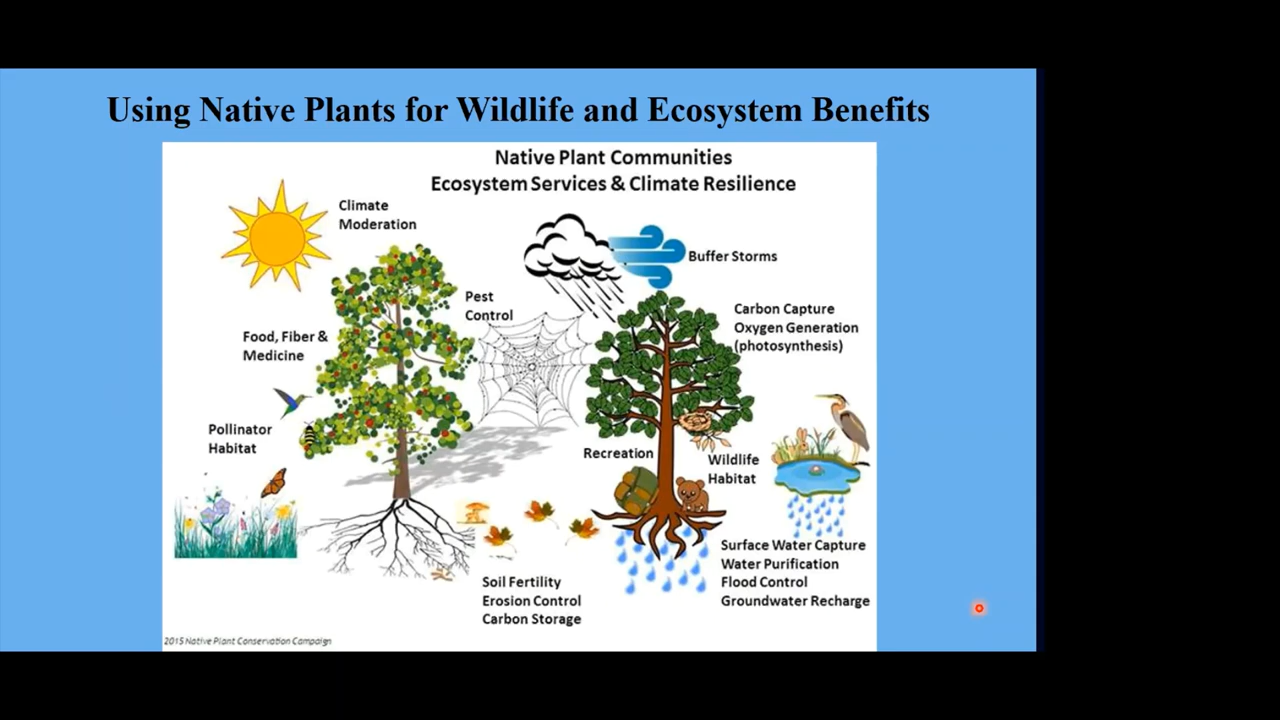 Using Native Plants for Wildlife and Ecosystem Benefits
Native Plant Communities
Ecosystem Services & Climate Resilience
Climate
Moderation
Buffer Storms
Pest
Control
Carbon Capture
Oxygen Generation
(photosynthesis)
Food, Fiber &
Medicine
Pollinator
Habitat
Recreation
Wildlife
Habitat
Surface Water Capture
Water Purification
Flood Control
Groundwater Recharge
Soil Fertility
Erosion Control
Carbon Storage
2015 Native Plant Conservation Campaign